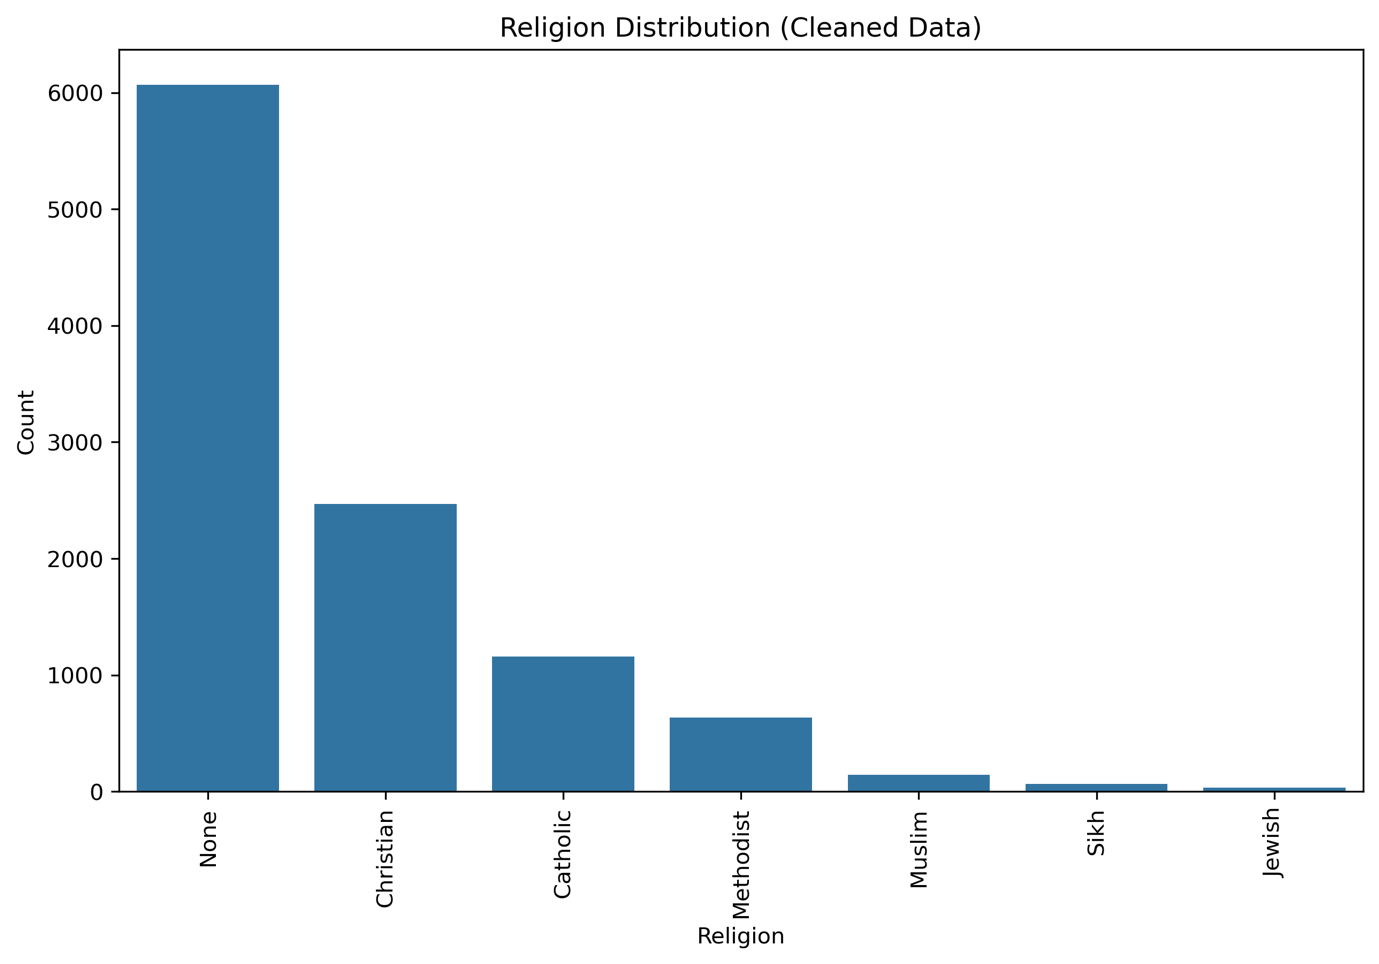 Religion Distribution (Cleaned Data)
Count
6000
5000
4000
3000
2000
1000
0
None
Christian
Catholic
Methodist
Muslim
Sikh
Jewish
Religion